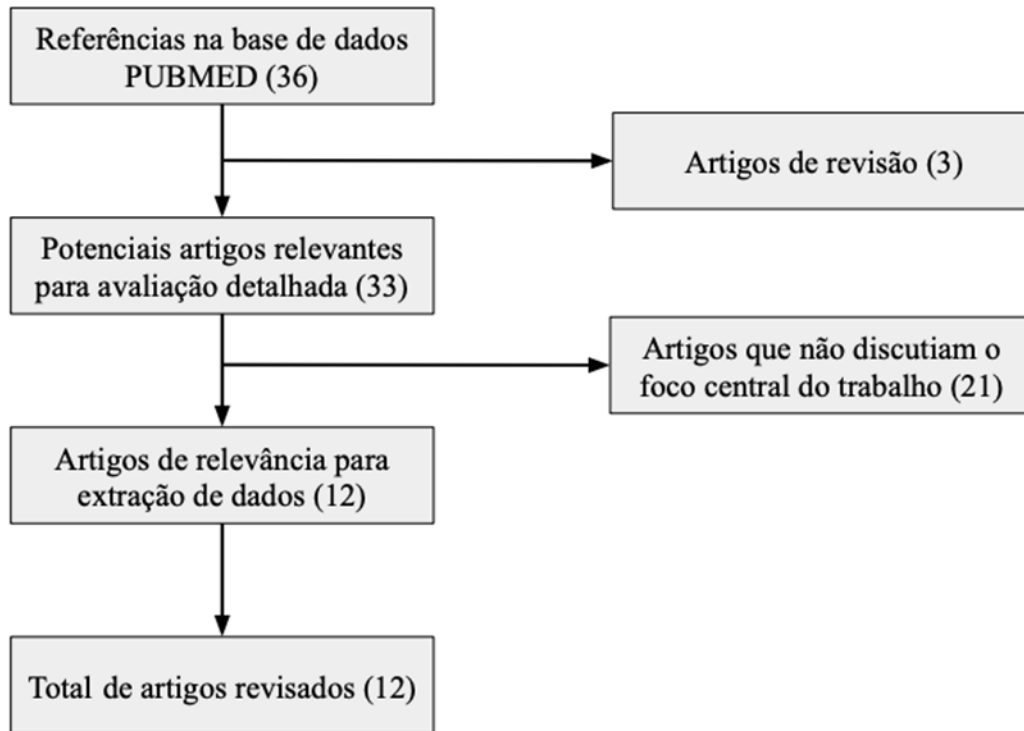 Referências na base de dados
PUBMED (36)
Artigos de revisão (3)
Potenciais artigos relevantes
para avaliação detalhada (33)
Artigos que não discutiam o
foco central do trabalho (21)
Artigos de relevância para
extração de dados (12)
Total de artigos revisados (12)